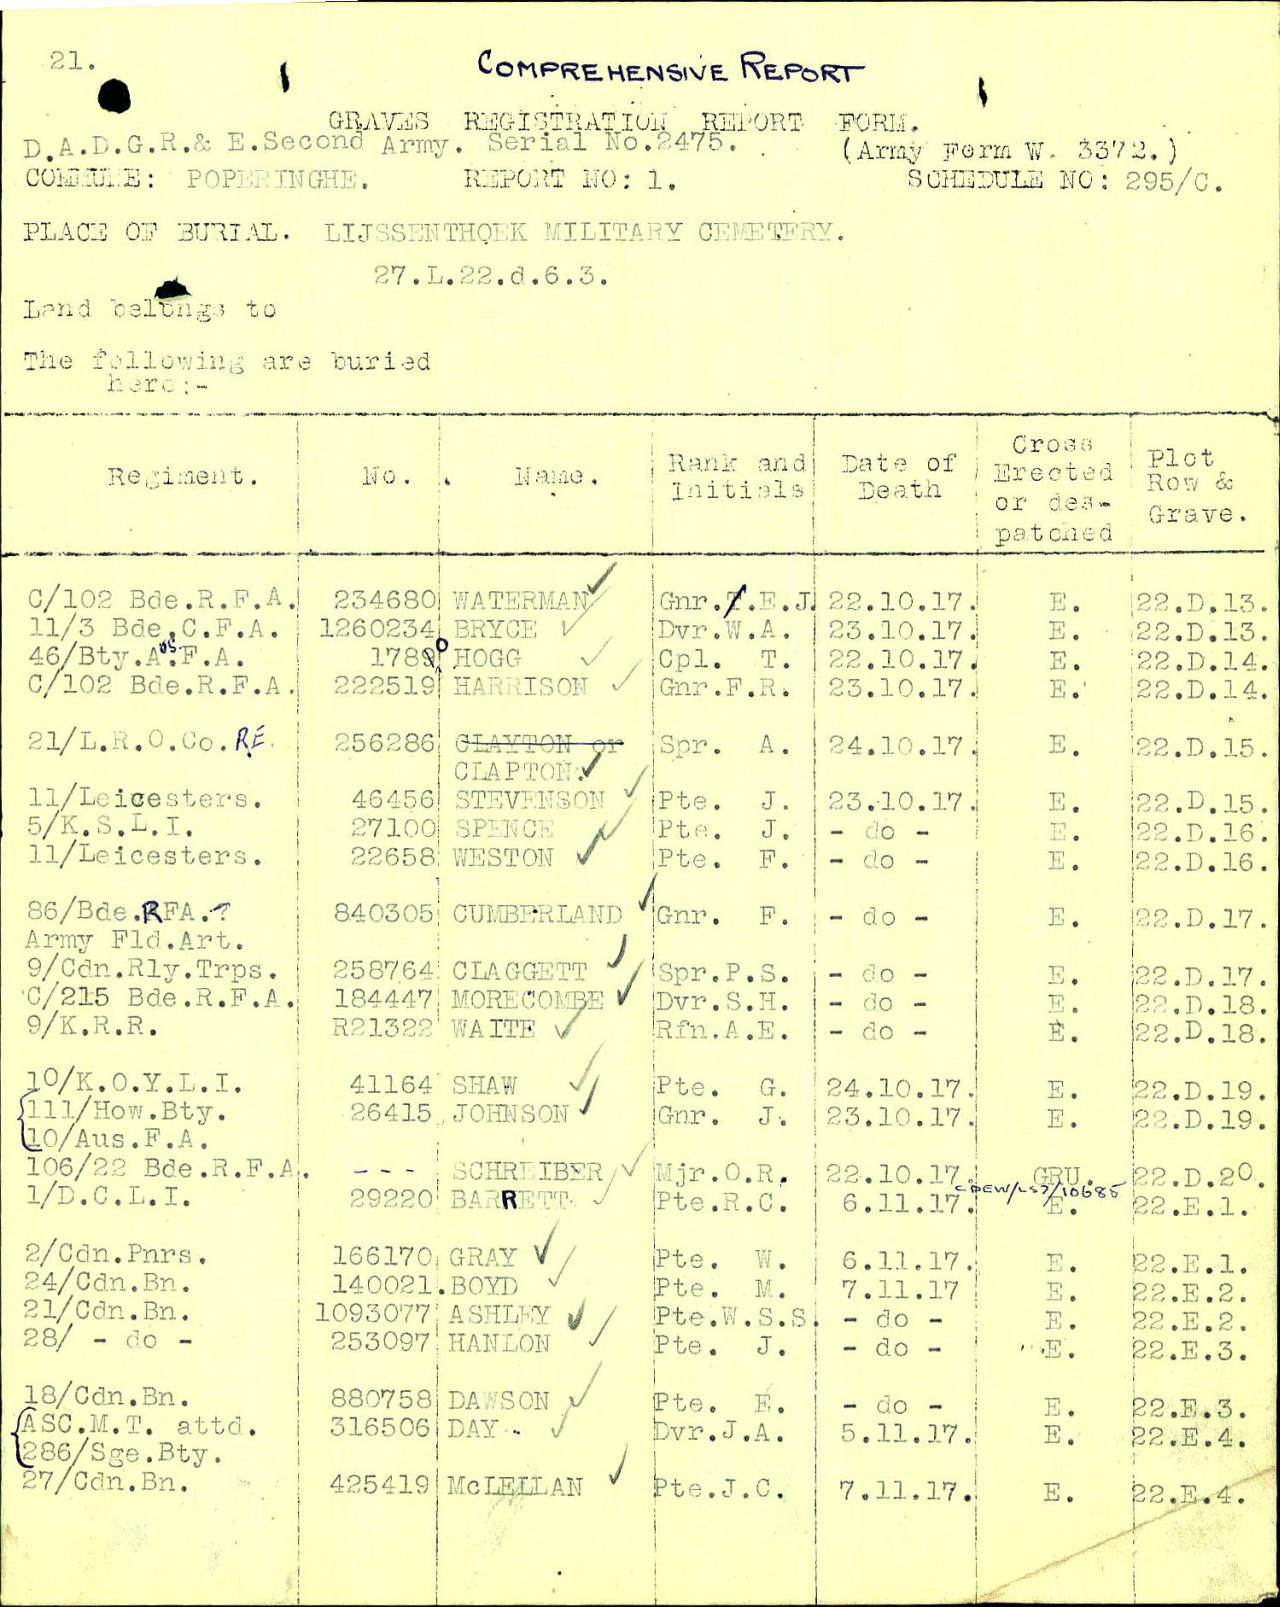 21.
COMPREHENSIVE REPORT
GRAVES REGISTRATION REPORT FORM.
D.A.D.G.R.& E.Second Army. Serial No.2475. (Army Form W. 3372.)
COMMUNE: POPERINGHE. REPORT NO: 1. SCHEDULE NO: 295/C.
PLACE OF BURIAL. LIJSSENTHOEK MILITARY CEMETERY.
27.L.22.d.6.3.
Land belongs to
The following are buried
here:-
Regiment. No. Name. Rank and Initials Date of Death Cross Erected or des-patched Plot Row & Grave.
C/102 Bde.R.F.A. 234680 WATERMAN Gnr.T.E.J. 22.10.17. E. 22.D.13.
11/3 Bde.C.F.A. 1260234 BRYCE Dvr.W.A. 23.10.17. E. 22.D.13.
46/Bty.Aus.F.A. 1780 HOGG Cpl. T. 22.10.17. E. 22.D.14.
C/102 Bde.R.F.A. 222519 HARRISON Gnr.F.R. 23.10.17. E. 22.D.14.
21/L.R.O.Co. RE. 256286 CLAYTON or Spr. A. 24.10.17. E. 22.D.15.
CLAPTON.
11/Leicesters. 46456 STEVENSON Pte. J. 23.10.17. E. 22.D.15.
5/K.S.L.I. 27100 SPENCE Pte. J. - do - E. 22.D.16.
11/Leicesters. 22658 WESTON Pte. F. - do - E. 22.D.16.
86/Bde.RFA.? 840305 CUMBERLAND Gnr. F. - do - E. 22.D.17.
Army Fld.Art.
9/Cdn.Rly.Trps. 258764 CLAGGETT Spr.P.S. - do - E. 22.D.17.
C/215 Bde.R.F.A. 184447 MORECOMBE Dvr.S.H. - do - E. 22.D.18.
9/K.R.R. R21322 WAITE Rfn.A.E. - do - E. 22.D.18.
10/K.O.Y.L.I. 41164 SHAW Pte. G. 24.10.17. E. 22.D.19.
111/How.Bty. 26415 JOHNSON Gnr. J. 23.10.17. E. 22.D.19.
10/Aus.F.A.
106/22 Bde.R.F.A. - - - SCHREIBER Mjr.O.R. 22.10.17. GRU. 22.D.20.
1/D.C.L.I. 29220 BARRETT Pte.R.C. 6.11.17. E. 22.E.1.
2/Cdn.Pnrs. 166170 GRAY Pte. W. 6.11.17. E. 22.E.1.
24/Cdn.Bn. 140021. BOYD Pte. M. 7.11.17 E. 22.E.2.
21/Cdn.Bn. 1093077 ASHLEY Pte.W.S.S. - do - E. 22.E.2.
28/ - do - 253097 HANLON Pte. J. - do - E. 22.E.3.
18/Cdn.Bn. 880758 DAWSON Pte. E. - do - E. 22.E.3.
ASC.M.T. attd. 316506 DAY Dvr.J.A. 5.11.17. E. 22.E.4.
286/Sge.Bty.
27/Cdn.Bn. 425419 McLELLAN Pte.J.C. 7.11.17. E. 22.E.4.